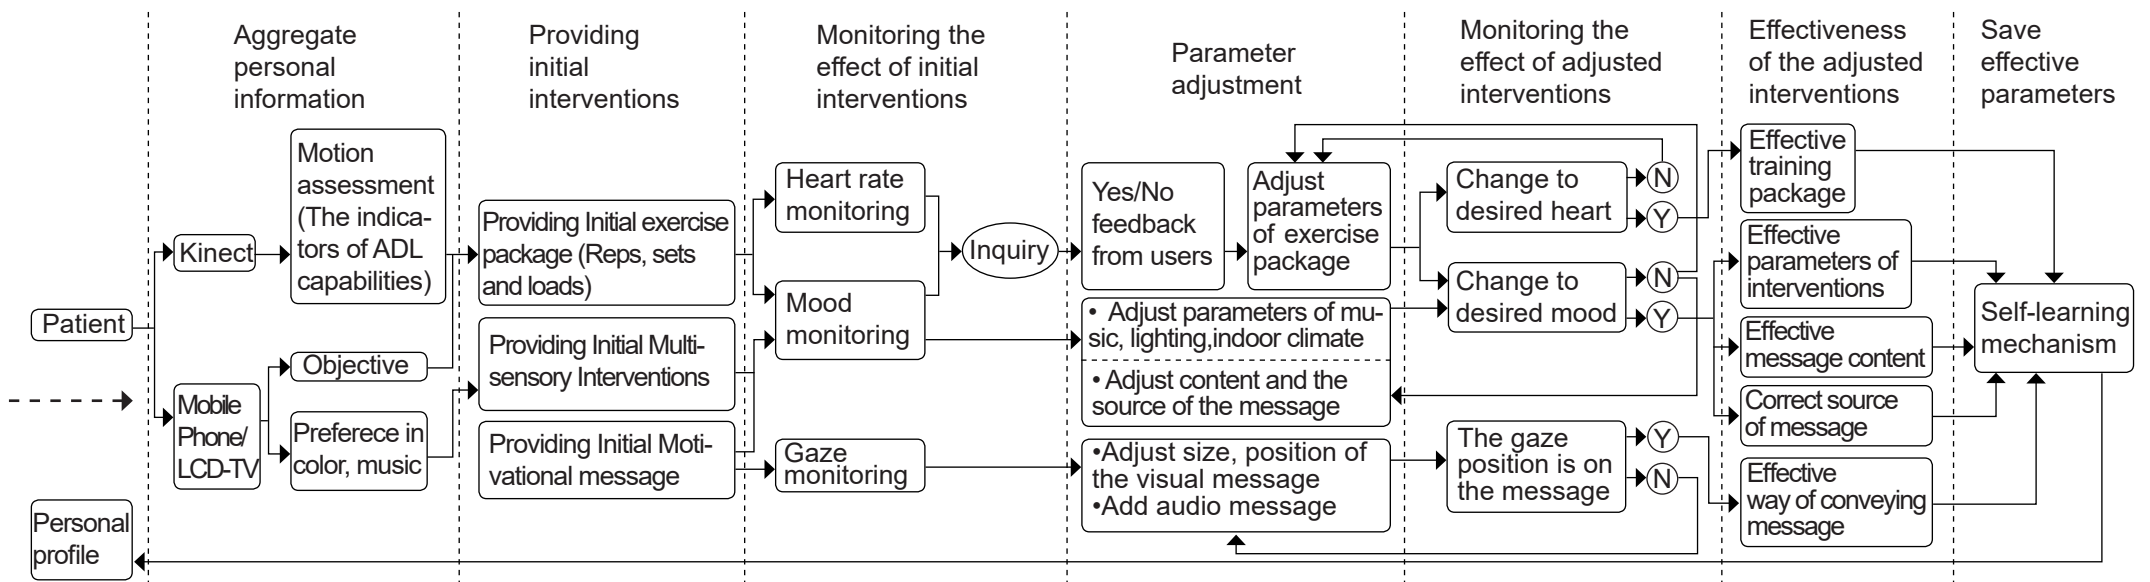 Aggregate
personal
information
Providing
initial
interventions
Monitoring the
effect of initial
interventions
Parameter
adjustment
Monitoring the
effect of adjusted
interventions
Effectiveness
of the adjusted
interventions
Save
effective
parameters
Patient
Personal
profile
Kinect
Mobile
Phone/
LCD-TV
Motion
assessment
(The indica-
tors of ADL
capabilities)
Objective
Preferece in
color, music
Providing Initial exercise
package (Reps, sets
and loads)
Providing Initial Multi-
sensory Interventions
Providing Initial Moti-
vational message
Heart rate
monitoring
Mood
monitoring
Gaze
monitoring
Inquiry
Yes/No
feedback
from users
Adjust
parameters
of exercise
package
• Adjust parameters of mu-
sic, lighting,indoor climate
• Adjust content and the
source of the message
•Adjust size, position of
the visual message
•Add audio message
Change to
desired heart
N
Y
Change to
desired mood
N
Y
The gaze
position is on
the message
Y
N
Effective
training
package
Effective
parameters of
interventions
Effective
message content
Correct source
of message
Effective
way of conveying
message
Self-learning
mechanism